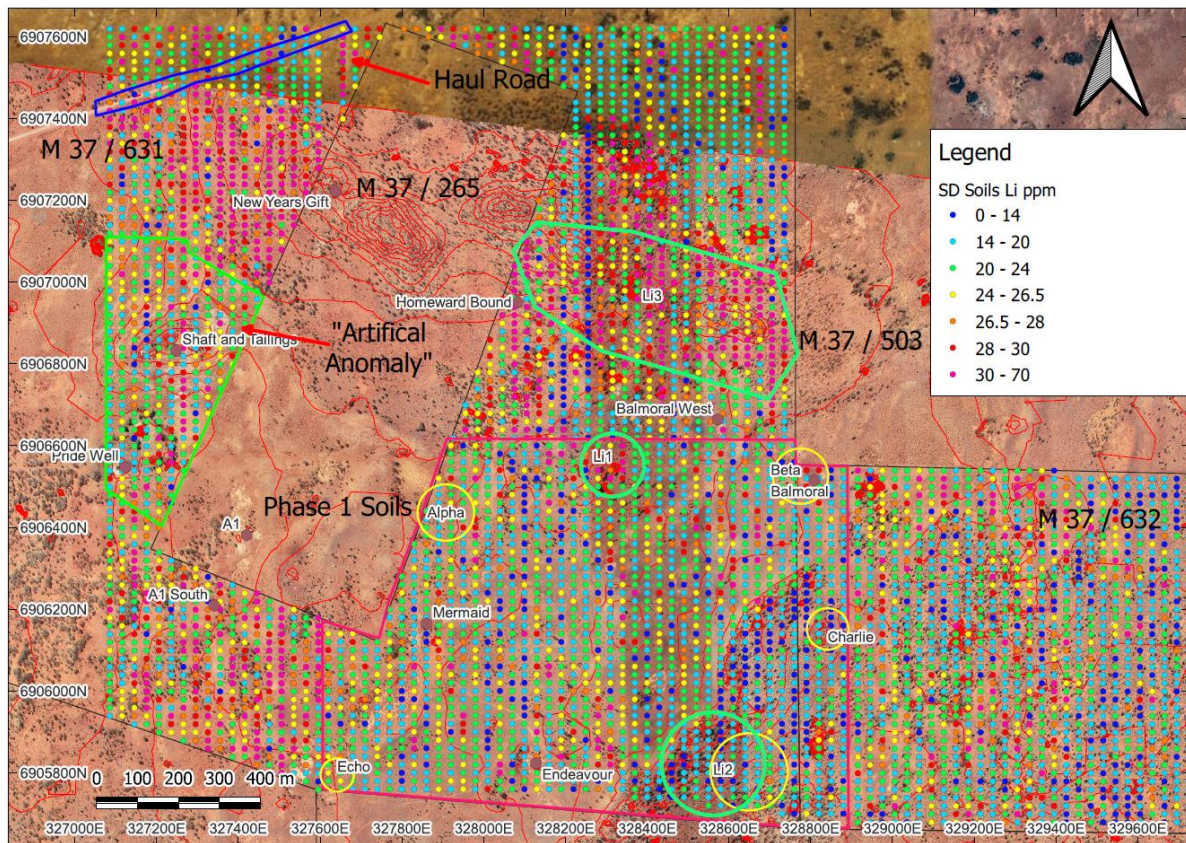 6907600N
Haul Road
6907400N
M 37 / 631
M 37 / 265
New Years Gift
6907200N
Legend
SD Soils Li ppm
0 - 14
14 - 20
20 - 24
24 - 26.5
26.5 - 28
28 - 30
30 - 70
6907000N
Homeward Bound
Li3
Shaft and Tailings
"Artifical
Anomaly"
M 37 / 503
6906800N
Balmoral West
6906600N
Pride Well
Li1
Beta
Balmoral
Phase 1 Soils
Alpha
M 37 / 632
6906400N
A1
A1 South
6906200N
Mermaid
Charlie
6906000N
Echo
Endeavour
Li2
6905800N
0 100 200 300 400 m
327000E 327200E 327400E 327600E 327800E 328000E 328200E 328400E 328600E 328800E 329000E 329200E 329400E 329600E